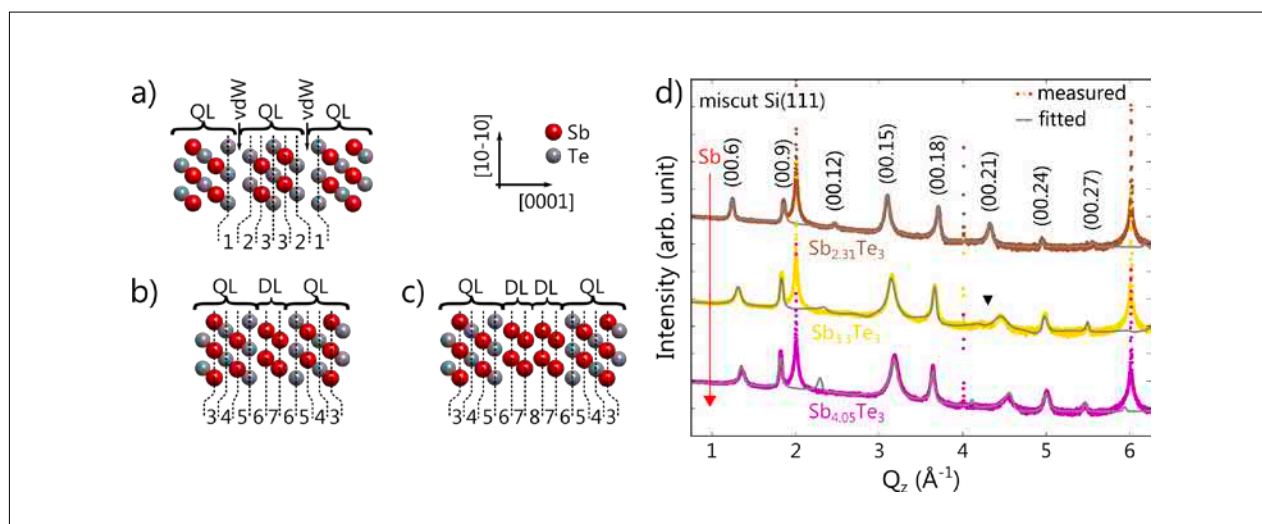 a)
QL
vdW
QL
vdW
QL
1 2 3 3 2 1
[10-10]
[0001]
Sb
Te
b)
QL DL QL
3 4 5 6 7 6 5 4 3
c)
QL DL DL QL
3 4 5 6 7 8 7 6 5 4 3
d)
miscut Si(111)
measured
fitted
Sb
(00.6)
(00.9)
(00.12)
(00.15)
(00.18)
(00.21)
(00.24)
(00.27)
Sb2.31Te3
Sb3.3Te3
Sb4.05Te3
Intensity (arb. unit)
1 2 3 4 5 6
Qz (Å-1)